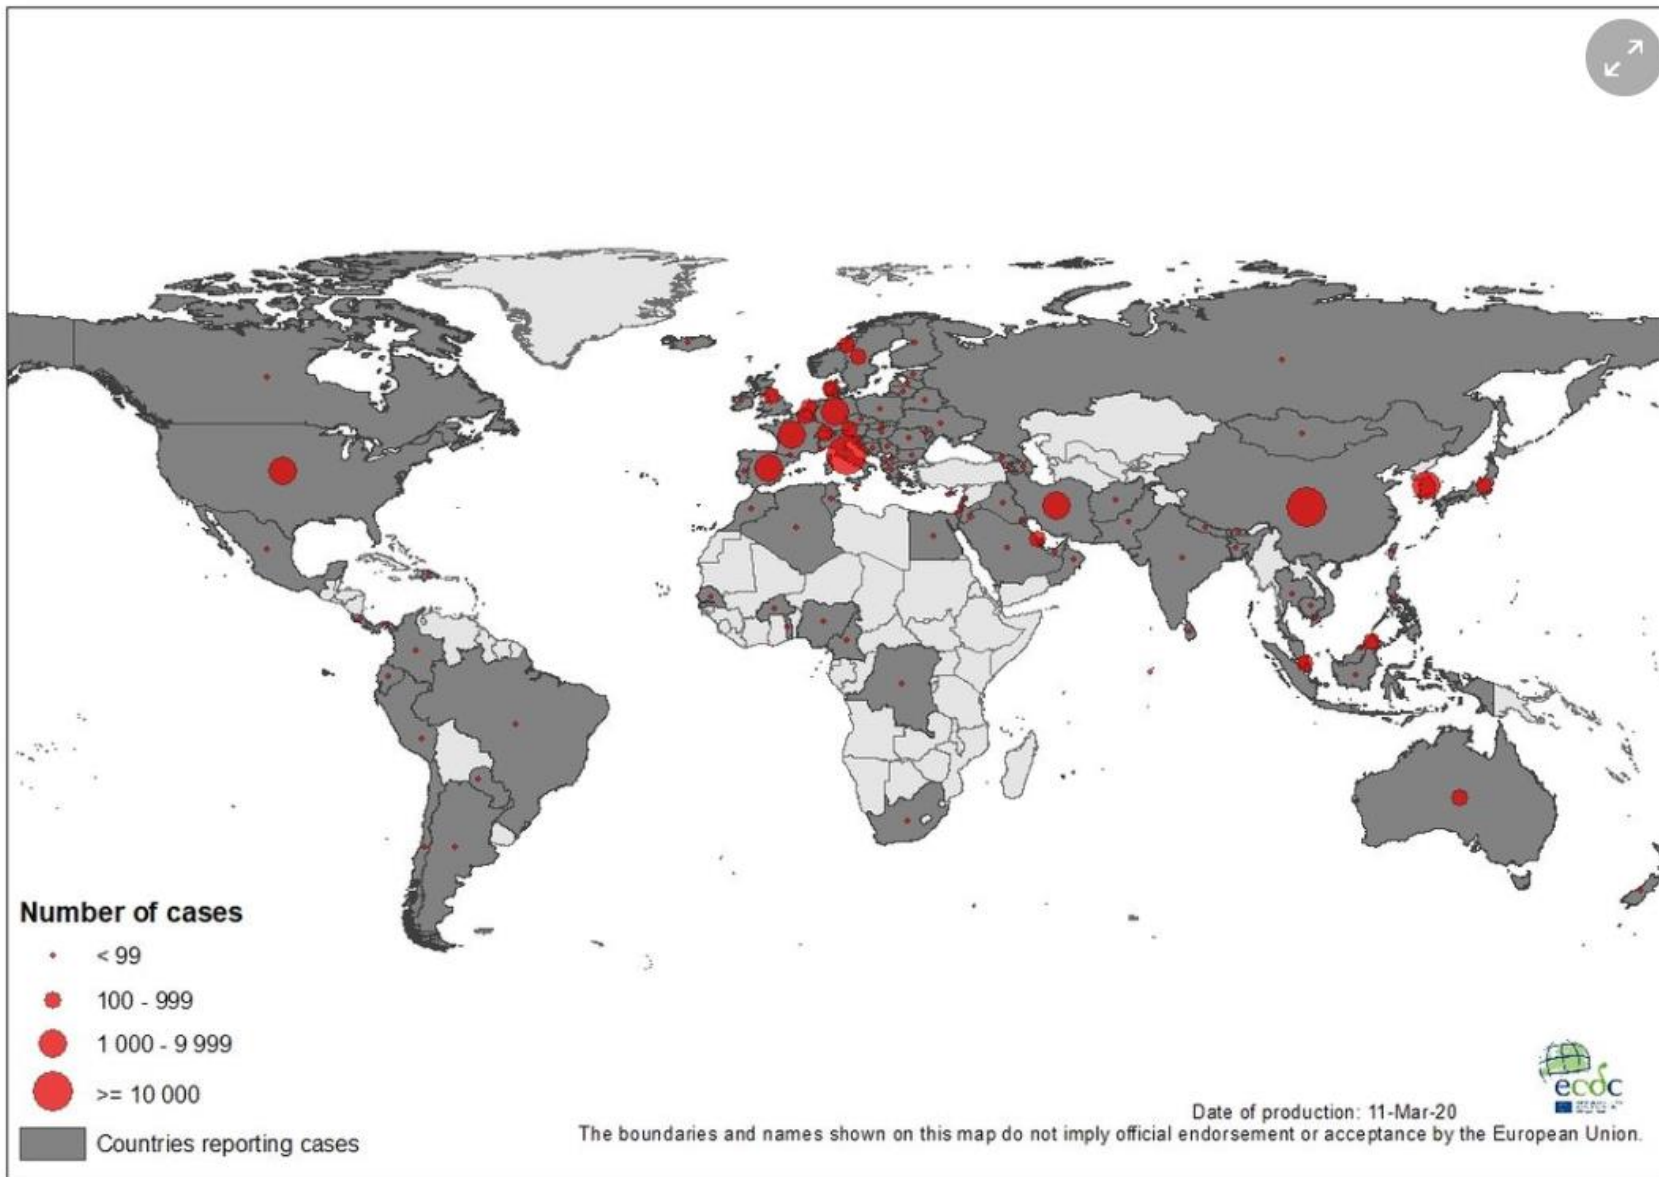 Number of cases
< 99
100 - 999
1 000 - 9 999
>= 10 000
Countries reporting cases
ecdc
Date of production: 11-Mar-20
The boundaries and names shown on this map do not imply official endorsement or acceptance by the European Union.